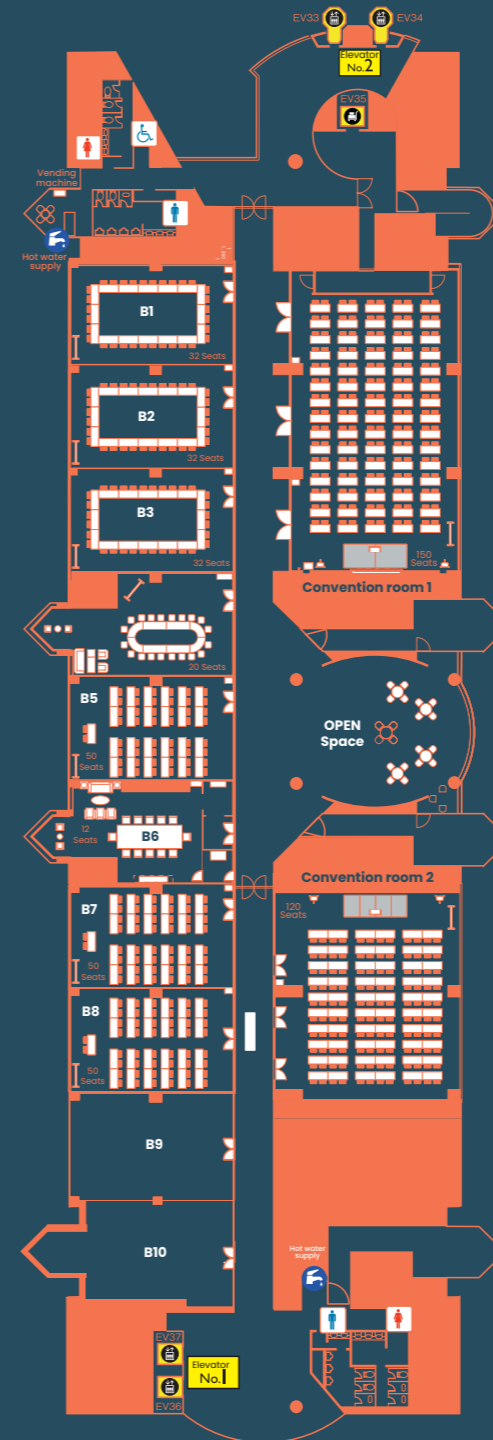 EV33
EV34
Elevator
No.2
EV35
Vending
machine
Hot water
supply
B1
32 Seats
B2
32 Seats
B3
32 Seats
150
Seats
Convention room 1
20 Seats
B5
50
Seats
OPEN
Space
12
Seats
B6
Convention room 2
B7
120
Seats
50
Seats
B8
50
Seats
B9
B10
Hot water
supply
EV37
Elevator
No.1
EV36